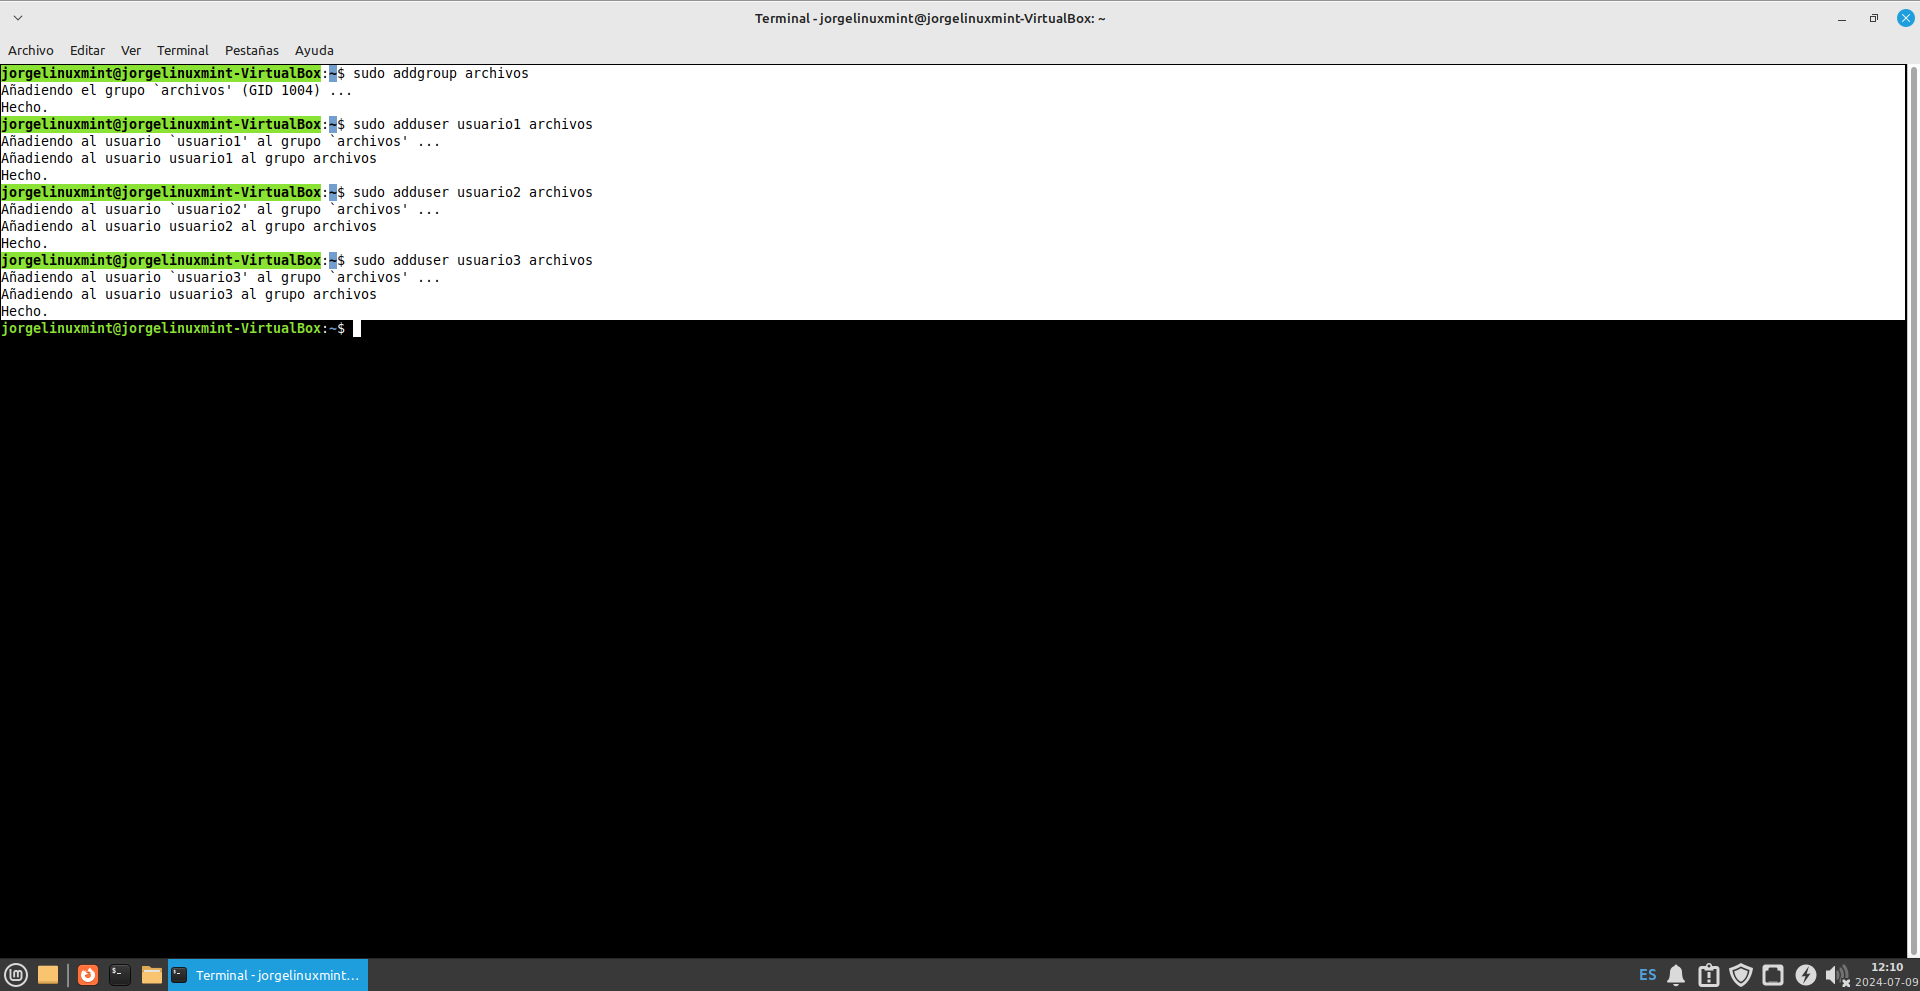 Terminal - jorgelinuxmint@jorgelinuxmint-VirtualBox: ~
Archivo Editar Ver Terminal Pestañas Ayuda
jorgelinuxmint@jorgelinuxmint-VirtualBox:~$ sudo addgroup archivos
Añadiendo el grupo `archivos' (GID 1004) ...
Hecho.
jorgelinuxmint@jorgelinuxmint-VirtualBox:~$ sudo adduser usuario1 archivos
Añadiendo al usuario `usuario1' al grupo `archivos' ...
Añadiendo al usuario usuario1 al grupo archivos
Hecho.
jorgelinuxmint@jorgelinuxmint-VirtualBox:~$ sudo adduser usuario2 archivos
Añadiendo al usuario `usuario2' al grupo `archivos' ...
Añadiendo al usuario usuario2 al grupo archivos
Hecho.
jorgelinuxmint@jorgelinuxmint-VirtualBox:~$ sudo adduser usuario3 archivos
Añadiendo al usuario `usuario3' al grupo `archivos' ...
Añadiendo al usuario usuario3 al grupo archivos
Hecho.
jorgelinuxmint@jorgelinuxmint-VirtualBox:~$
Terminal - jorgelinuxmint...
ES
12:10
2024-07-09